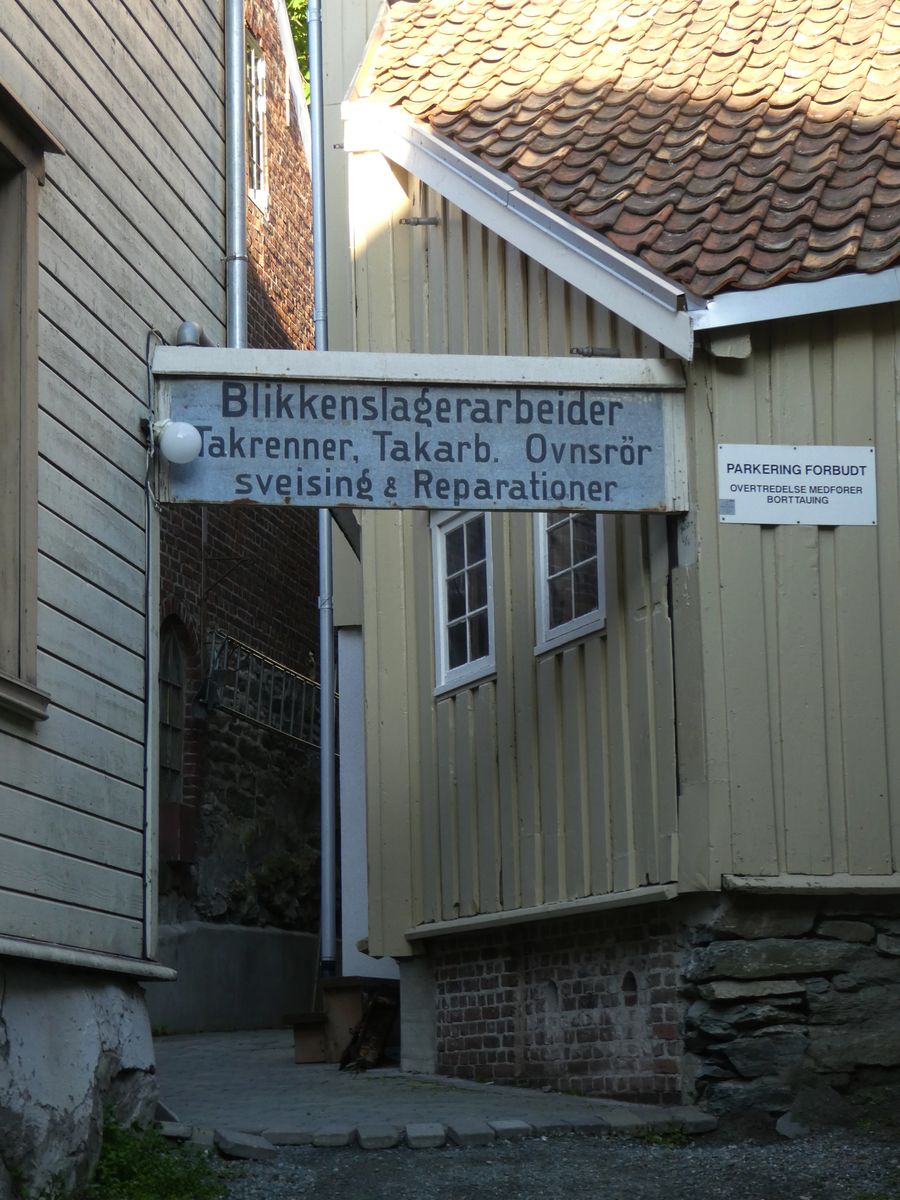 Blikkenslagerarbeider
Takrenner, Takarb. Ovnsrör
sveising & Reparationer
PARKERING FORBUDT
OVERTREDELSE MEDFØRER
BORTTAUING